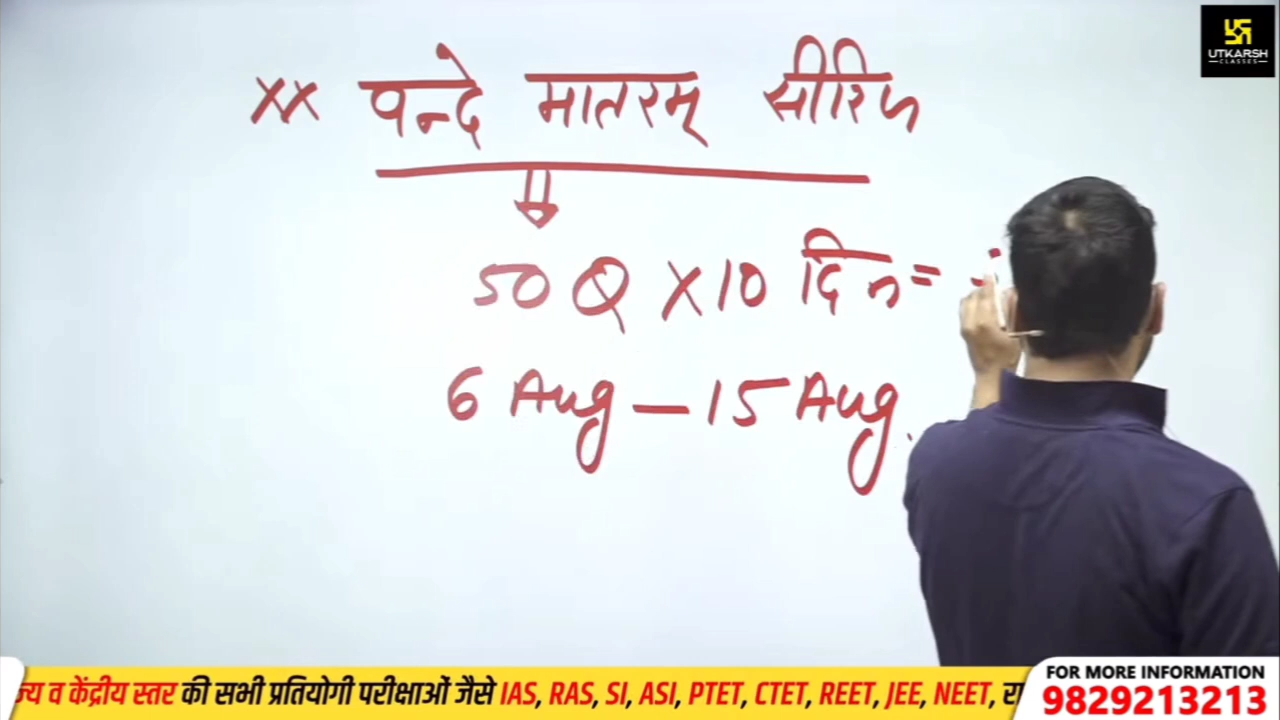 UTKARSH
CLASSES
xx वन्दे मातरम् सीरिज
50 Q X 10 दिन =
6 Aug - 15 Aug.
व केंद्रीय स्तर की सभी प्रतियोगी परीक्षाओं जैसे IAS, RAS, SI, ASI, PTET, CTET, REET, JEE, NEET,
FOR MORE INFORMATION
9829213213